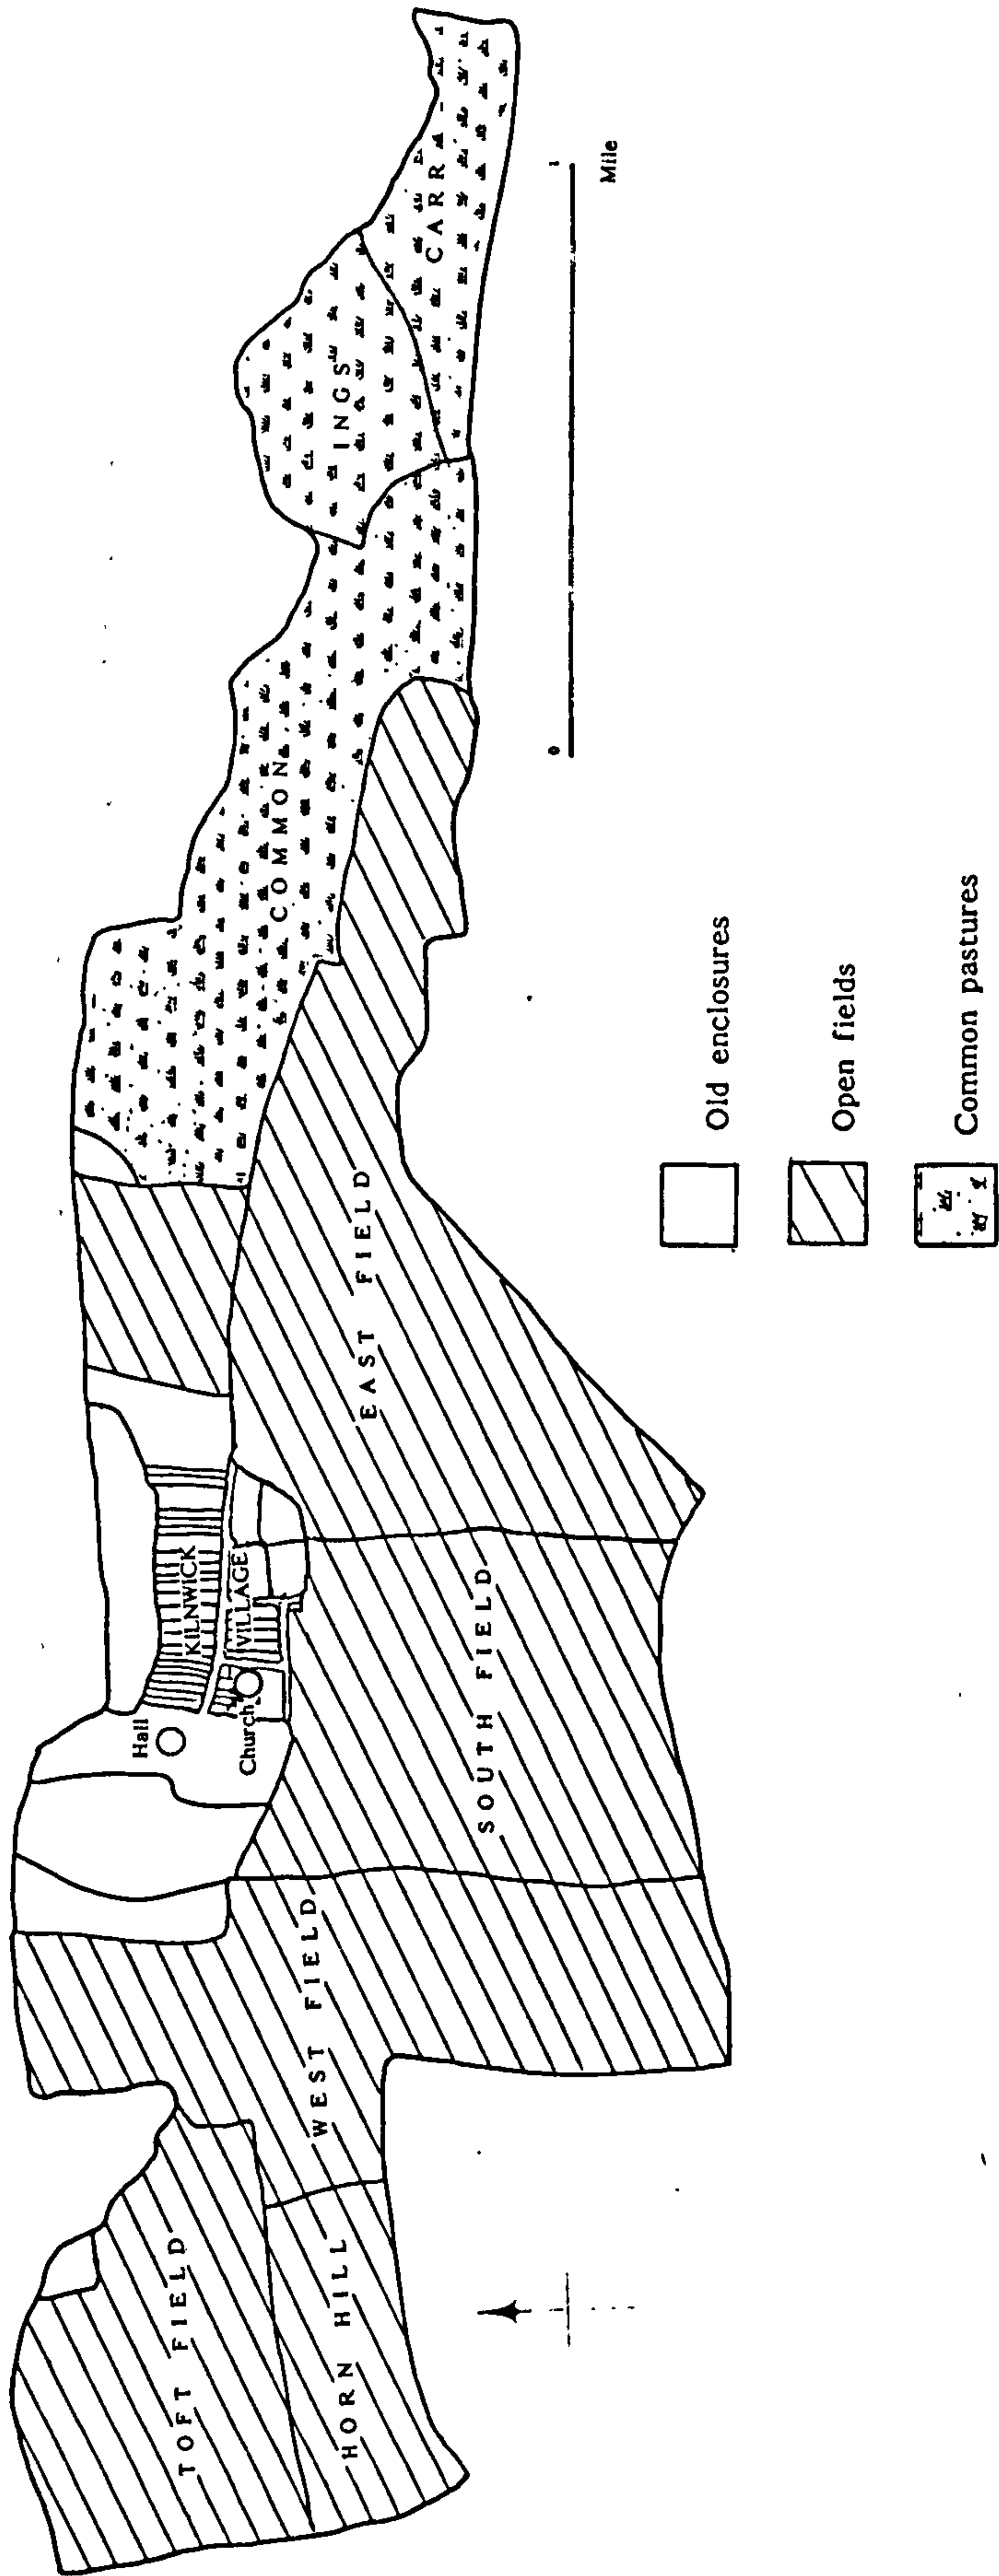 TOFT FIELD
HORN HILL
WEST FIELD
SOUTH FIELD
EAST FIELD
Hall
Church
KILNWICK
VILLAGE
COMMON
INGS
CARR
0 1
Mile
Old enclosures
Open fields
Common pastures